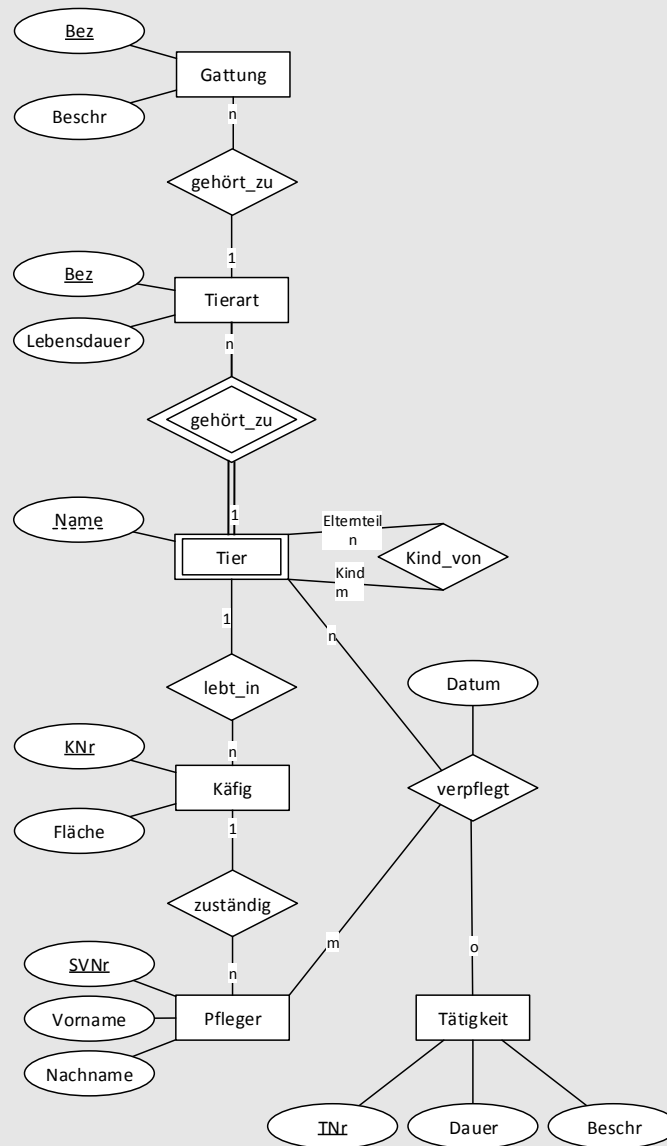 Bez
Gattung
Beschr
n
gehört_zu
1
Bez
Tierart
Lebensdauer
n
gehört_zu
1
Name
Tier
Elternteil
n
Kind_von
Kind
m
1
n
lebt_in
Datum
KNr
n
Käfig
verpflegt
Fläche
1
zuständig
m
o
SVNr
n
Vorname
Pfleger
Tätigkeit
Nachname
TNr
Dauer
Beschr